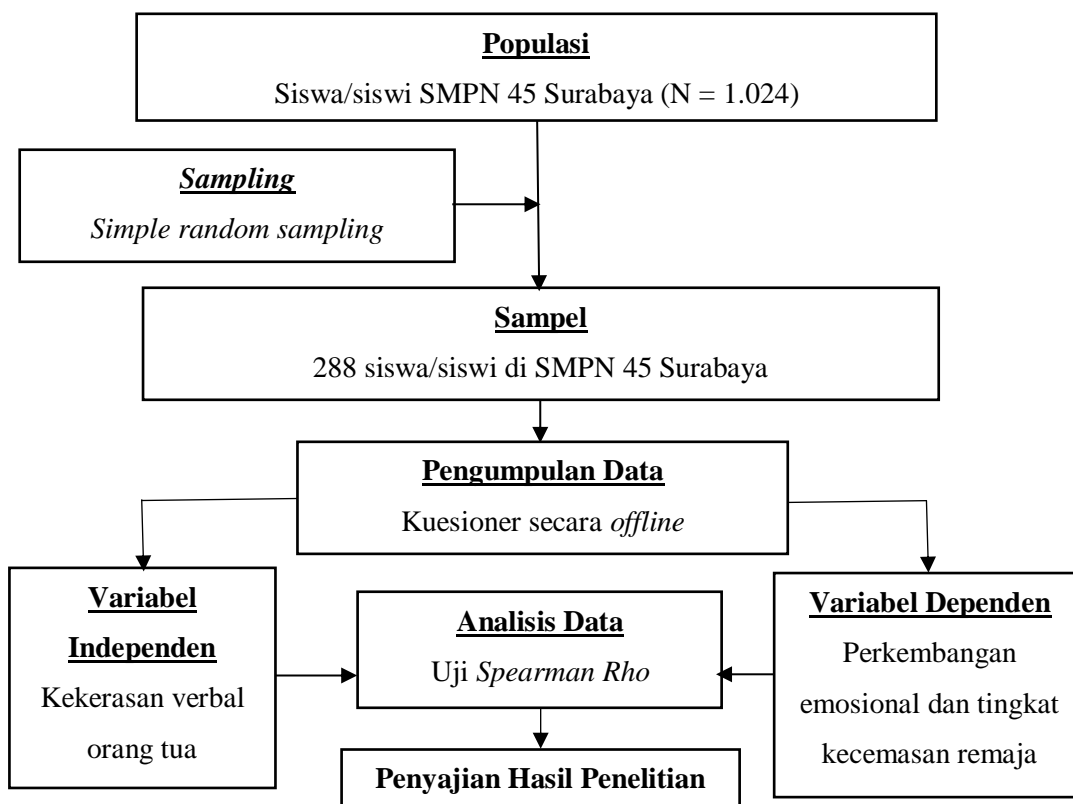 Populasi
Siswa/siswi SMPN 45 Surabaya (N = 1.024)
Sampling
Simple random sampling
Sampel
288 siswa/siswi di SMPN 45 Surabaya
Pengumpulan Data
Kuesioner secara offline
Variabel
Independen
Kekerasan verbal
orang tua
Analisis Data
Uji Spearman Rho
Variabel Dependen
Perkembangan
emosional dan tingkat
kecemasan remaja
Penyajian Hasil Penelitian